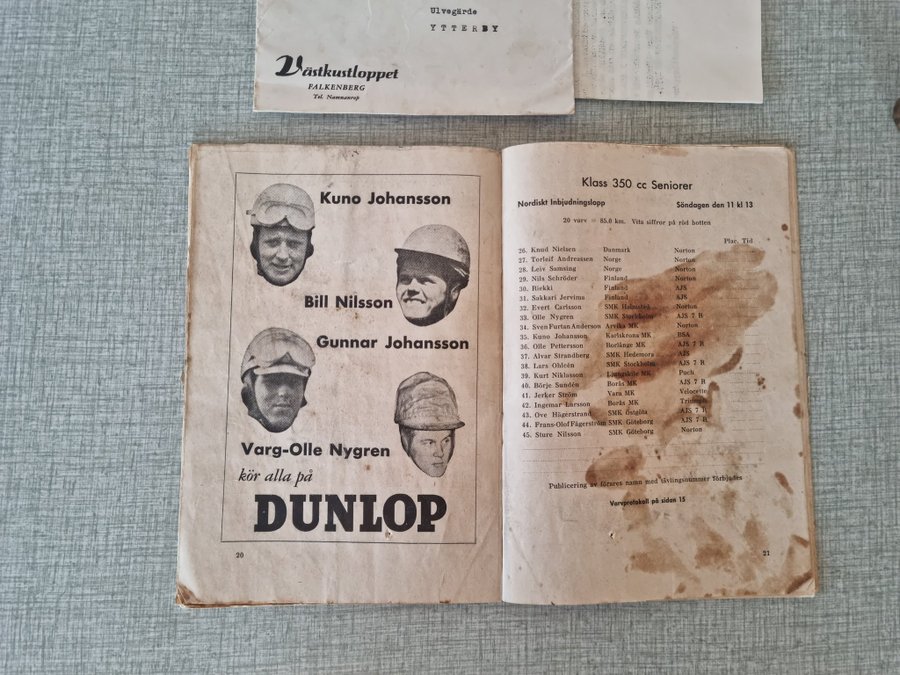 Ulvegärde
YTTERBY
Västkustloppet
FALKENBERG
Tel. Namnanrop
Kuno Johansson
Bill Nilsson
Gunnar Johansson
Varg-Olle Nygren
kör alla på
DUNLOP
20
Klass 350 cc Seniorer
Nordiskt Inbjudningslopp Söndagen den 11 kl 13
20 varv = 85.0 km. Vita siffror på röd botten
Plac. Tid
26. Knud Nielsen Danmark Norton
27. Torleif Andreassen Norge Norton
28. Leiv Samsing Norge Norton
29. Nils Schröder Finland Norton
30. Riekki Finland AJS
31. Sakkari Jervima Finland AJS
32. Evert Carlsson SMK Halmstad Norton
33. Olle Nygren SMK Stockholm AJS 7 R
34. Sven Furtan Anderson Arvika MK Norton
35. Kuno Johansson Karlskrona MK BSA
36. Olle Pettersson Borlänge MK AJS 7 R
37. Alvar Strandberg SMK Hedemora AJS
38. Lars Ohlcén SMK Stockholm AJS 7 R
39. Kurt Niklasson MK Puch
40. Börje Sundén Borås MK AJS 7 R
41. Jerker Ström Vara MK Velocette
42. Ingemar Larsson Borås MK Triumph
43. Ove Hägerstrand SMK Östgöta AJS 7 R
44. Frans-Olof Fägerström SMK Göteborg AJS 7 R
45. Sture Nilsson SMK Göteborg Norton
Publicering av förares namn med tävlingsnummer förbjudes
Varvprotokoll på sidan 15
21